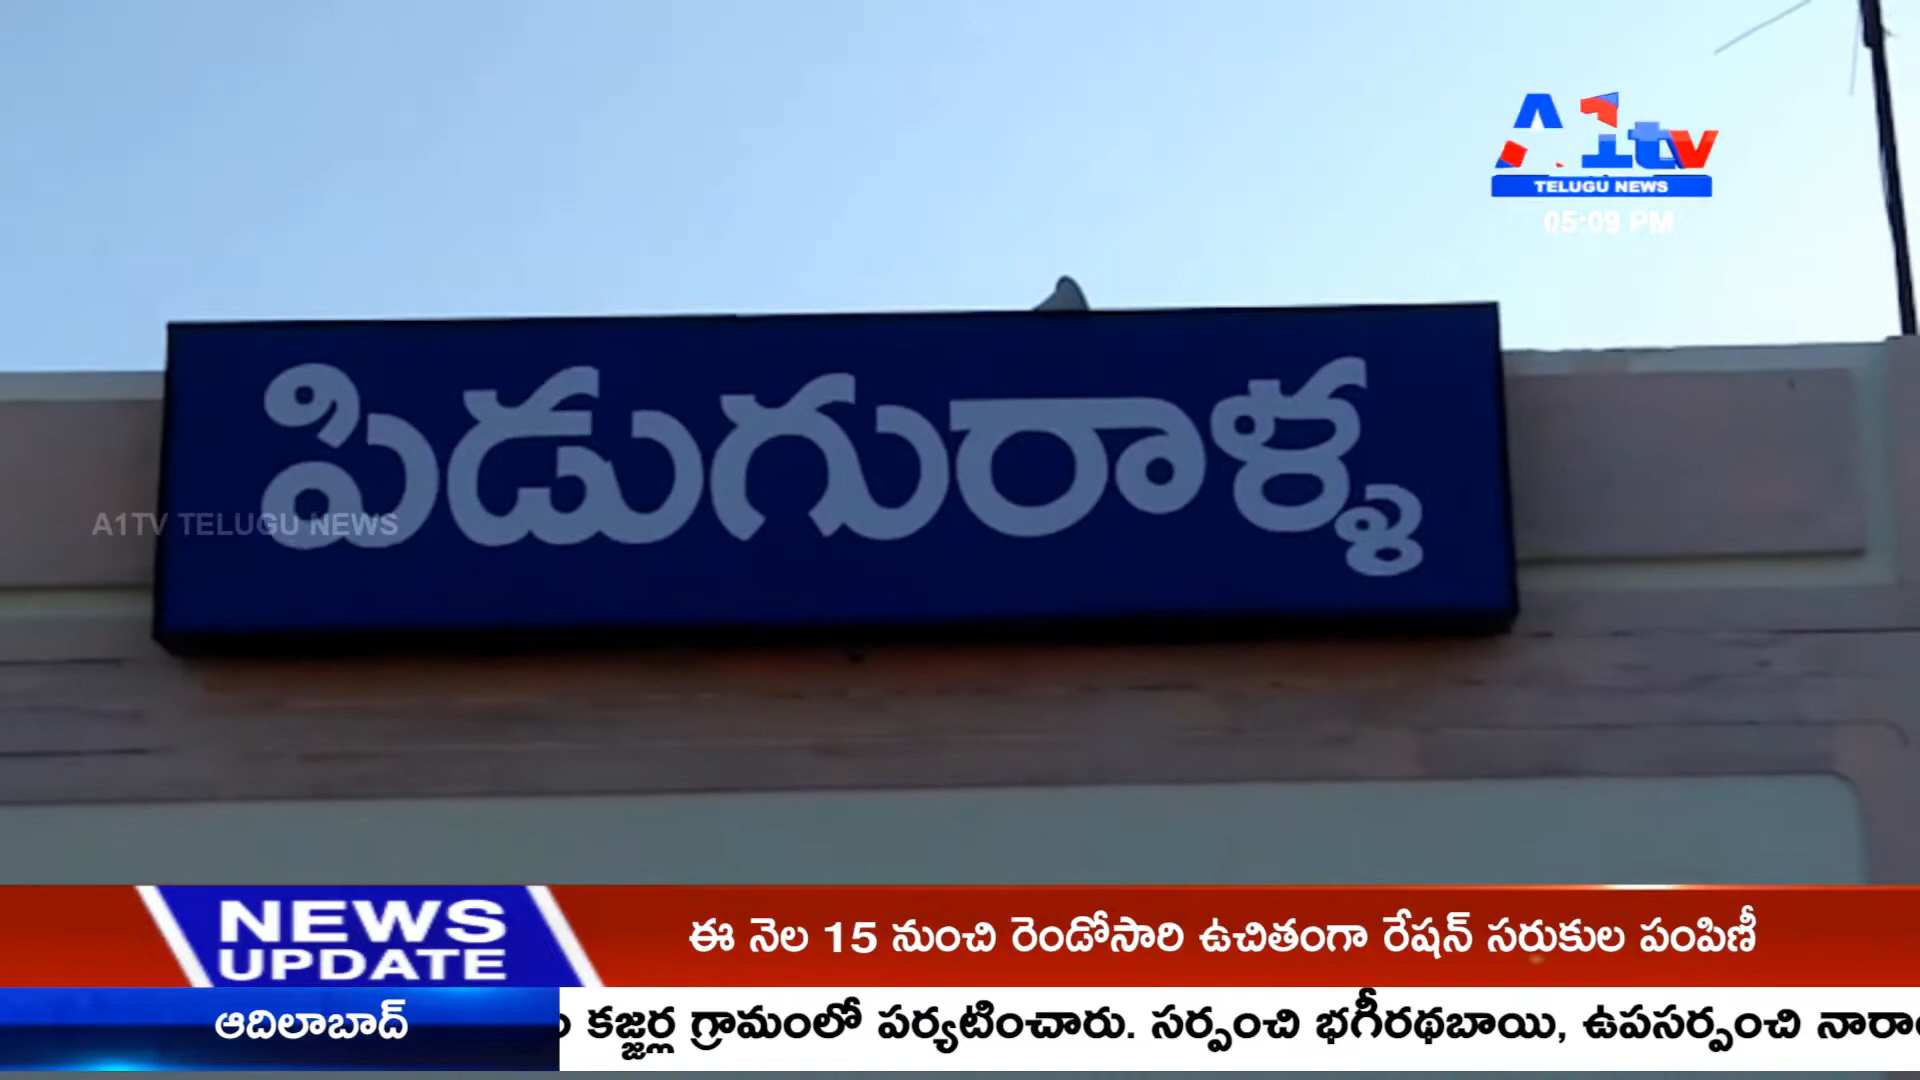 A1tv
TELUGU NEWS
05:09 PM
పిడుగురాళ్ళ
A1TV TELUGU NEWS
NEWS
UPDATE
ఈ నెల 15 నుంచి రెండోసారి ఉచితంగా రేషన్ సరుకుల పంపిణీ
ఆదిలాబాద్
కజ్జర్ల గ్రామంలో పర్యటించారు. సర్పంచి భగీరథబాయి, ఉపసర్పంచి